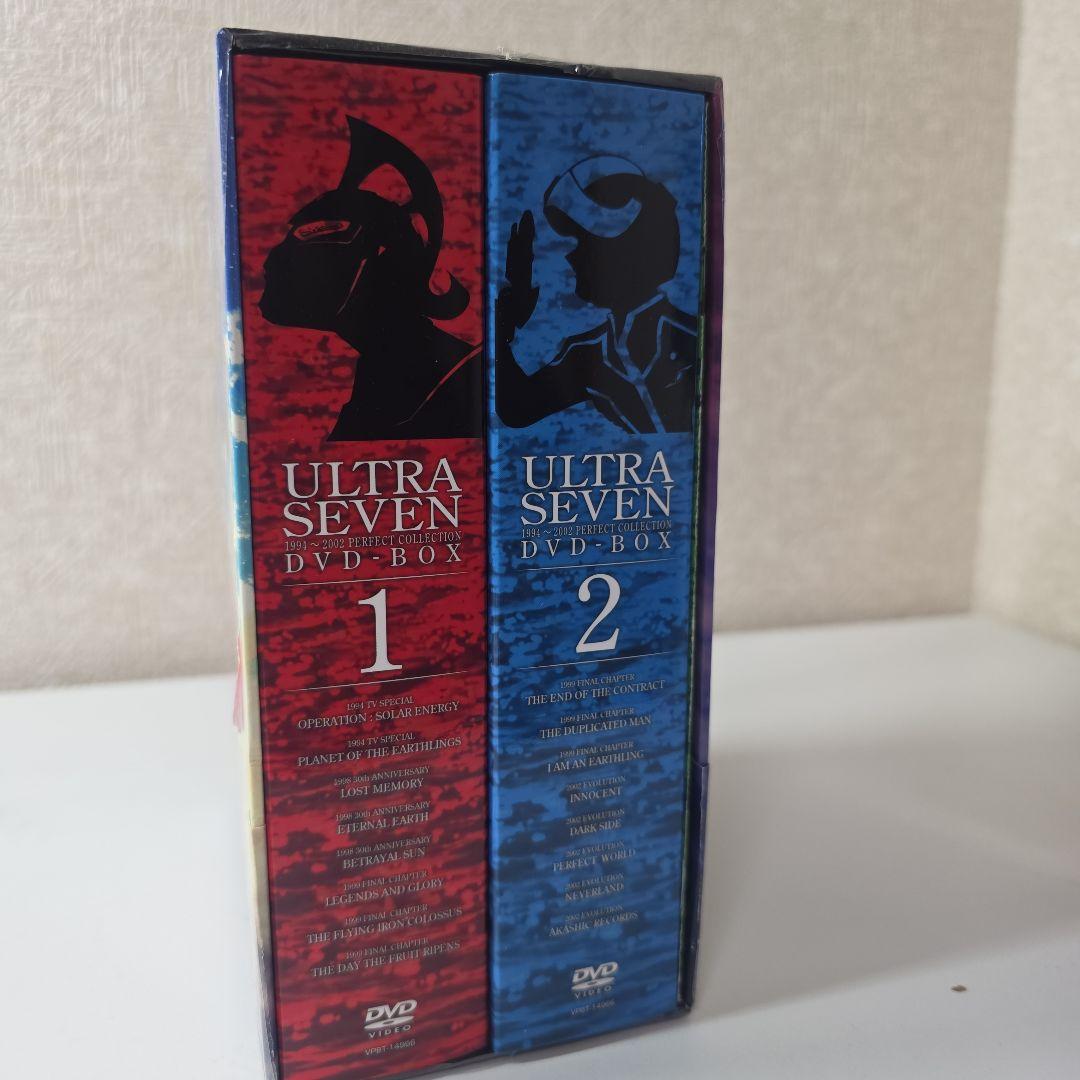 ULTRA
SEVEN
1994～2002 PERFECT COLLECTION
DVD-BOX
1
1994 TV SPECIAL
OPERATION : SOLAR ENERGY
1994 TV SPECIAL
PLANET OF THE EARTHLINGS
1998 30th ANNIVERSARY
LOST MEMORY
1998 30th ANNIVERSARY
ETERNAL EARTH
1998 30th ANNIVERSARY
BETRAYAL SUN
1999 FINAL CHAPTER
LEGENDS AND GLORY
1999 FINAL CHAPTER
THE FLYING IRON COLOSSUS
1999 FINAL CHAPTER
THE DAY THE FRUIT RIPENS
DVD
VIDEO
VPBT-14966
ULTRA
SEVEN
1994～2002 PERFECT COLLECTION
DVD-BOX
2
1999 FINAL CHAPTER
THE END OF THE CONTRACT
1999 FINAL CHAPTER
THE DUPLICATED MAN
1999 FINAL CHAPTER
I AM AN EARTHLING
2002 EVOLUTION
INNOCENT
2002 EVOLUTION
DARK SIDE
2002 EVOLUTION
PERFECT WORLD
2002 EVOLUTION
NEVERLAND
2002 EVOLUTION
AKASHIC RECORDS
DVD
VIDEO
VPBT-14966